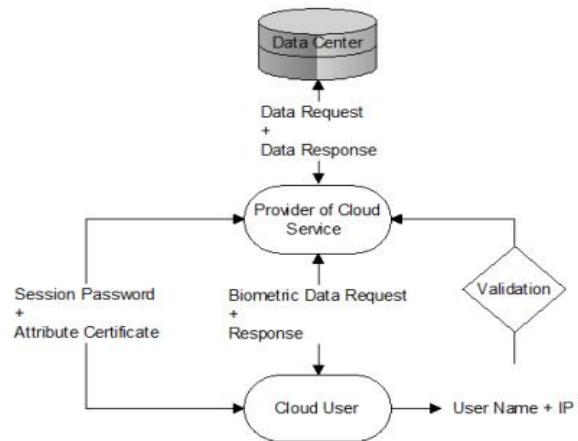 Data Center
Data Request
+
Data Response
Provider of Cloud
Service
Session Password
+
Attribute Certificate
Biometric Data Request
+
Response
Validation
Cloud User
User Name + IP